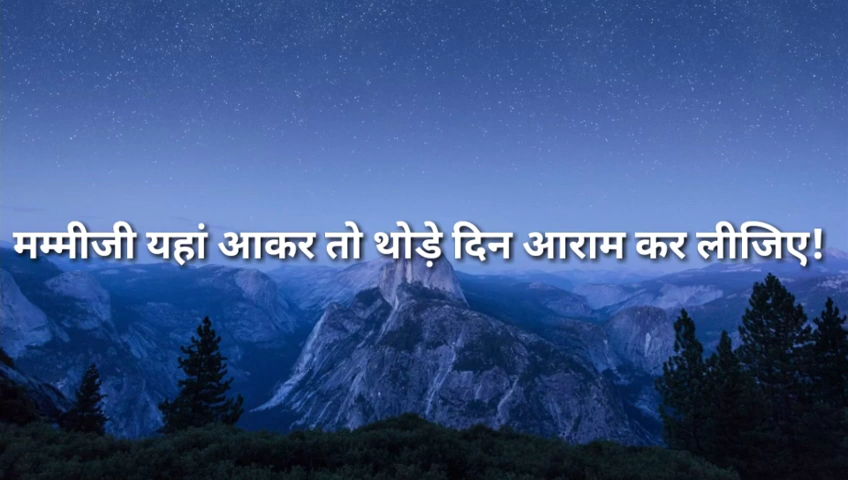 मम्मीजी यहां आकर तो थोड़े दिन आराम कर लीजिए!